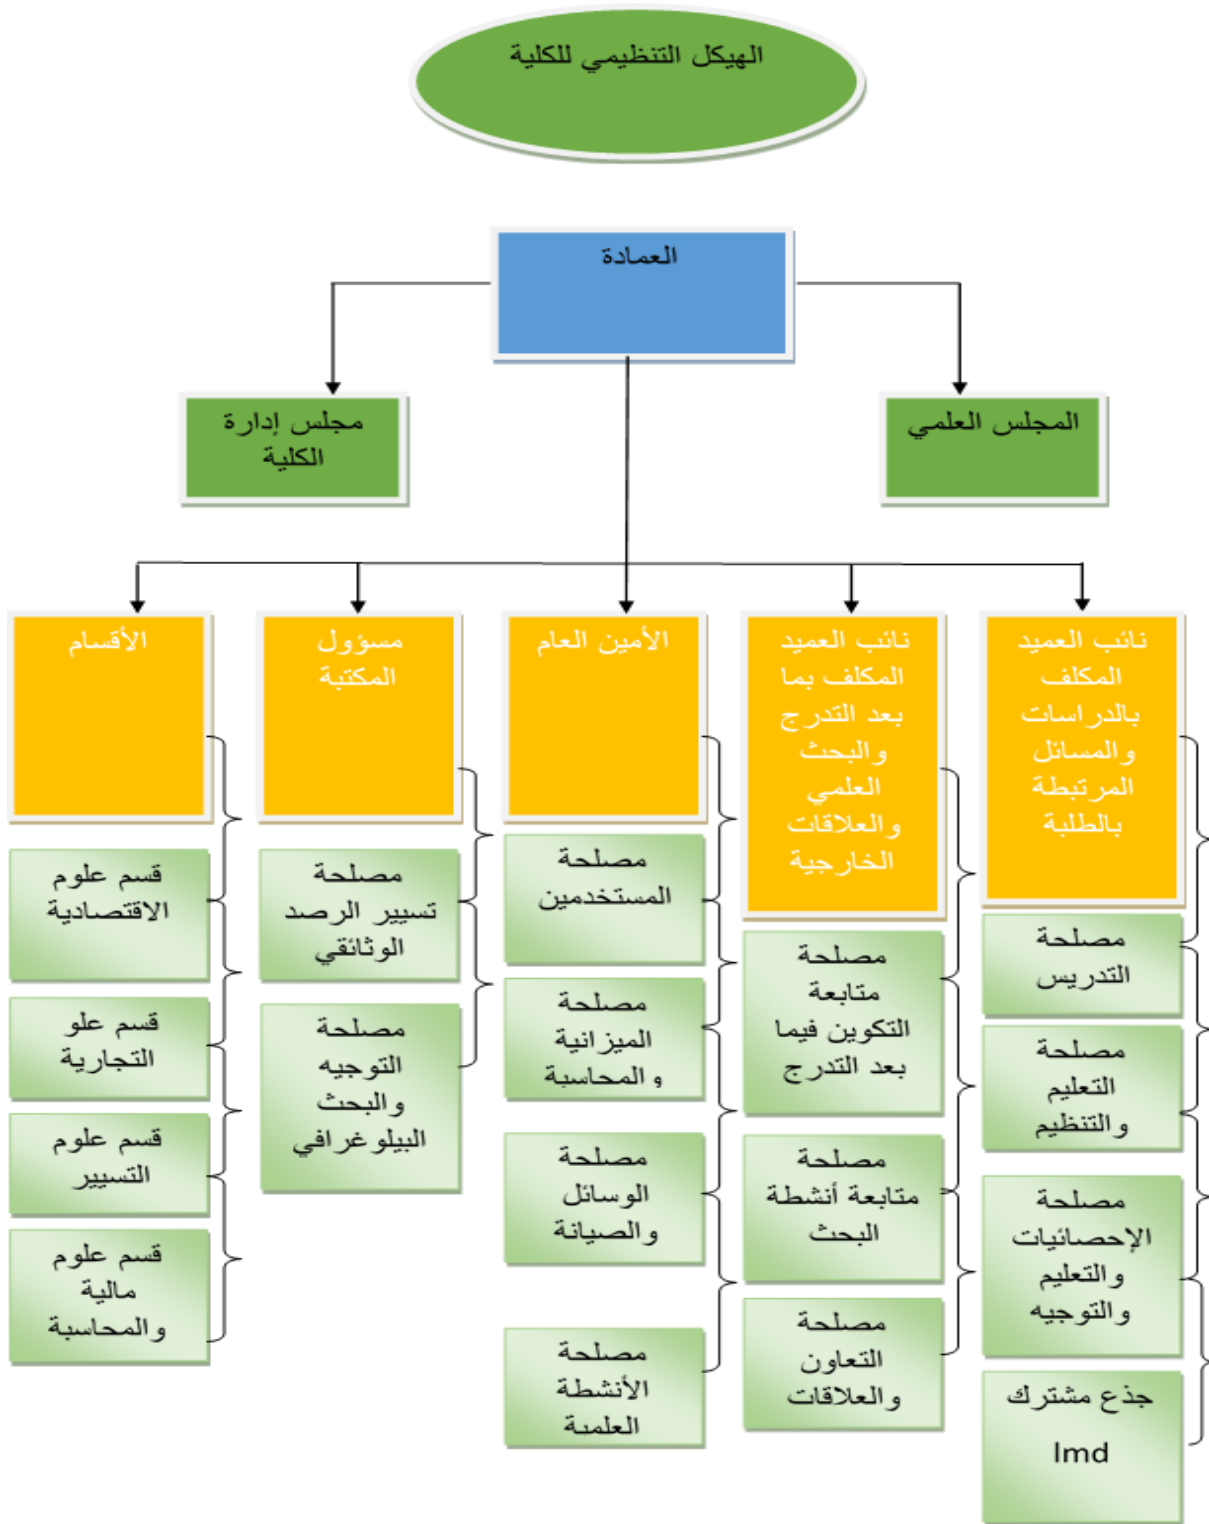 الهيكل التنظيمي للكلية
العمادة
المجلس العلمي
مجلس إدارة
الكلية
نائب العميد
المكلف
بالدراسات
والمسائل
المرتبطة
بالطلبة
نائب العميد
المكلف بما
بعد التدرج
والبحث
العلمي
والعلاقات
الخارجية
الأمين العام
مسؤول
المكتبة
الأقسام
مصلحة
التدريس
مصلحة
التعليم
والتنظيم
مصلحة
الإحصائيات
والتعليم
والتوجيه
جذع مشترك
lmd
مصلحة
متابعة
التكوين فيما
بعد التدرج
مصلحة
متابعة أنشطة
البحث
مصلحة
التعاون
والعلاقات
مصلحة
المستخدمين
مصلحة
الميزانية
والمحاسبة
مصلحة
الوسائل
والصيانة
مصلحة
الأنشطة
العلمية
مصلحة
تسيير الرصد
الوثائقي
مصلحة
التوجيه
والبحث
البيلوغرافي
قسم علوم
الاقتصادية
قسم علو
التجارية
قسم علوم
التسيير
قسم علوم
مالية
والمحاسبة